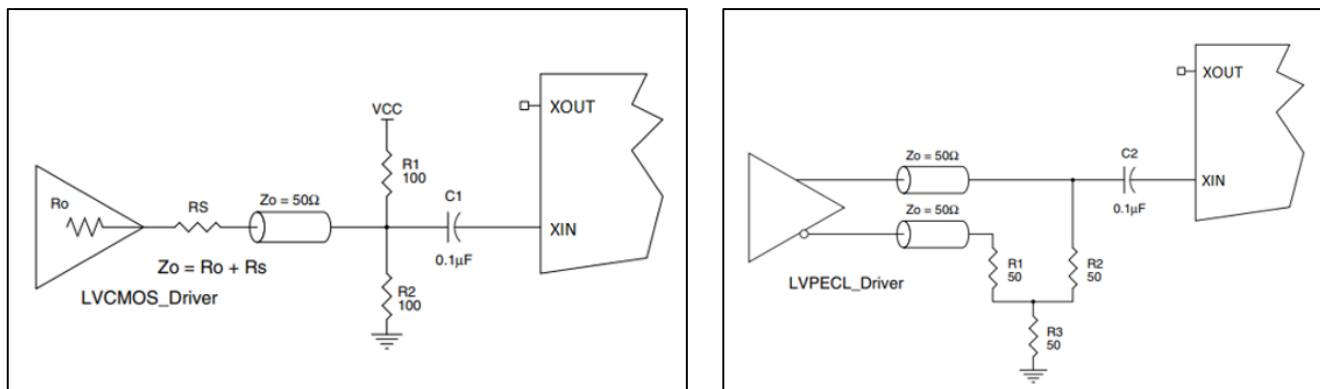 XOUT
VCC
R1
100
C1
Ro
RS
Zo = 50Ω
XIN
0.1µF
Zo = Ro + Rs
R2
100
LVCMOS_Driver
XOUT
Zo = 50Ω
C2
XIN
Zo = 50Ω
0.1µF
R1
50
R2
50
LVPECL_Driver
R3
50